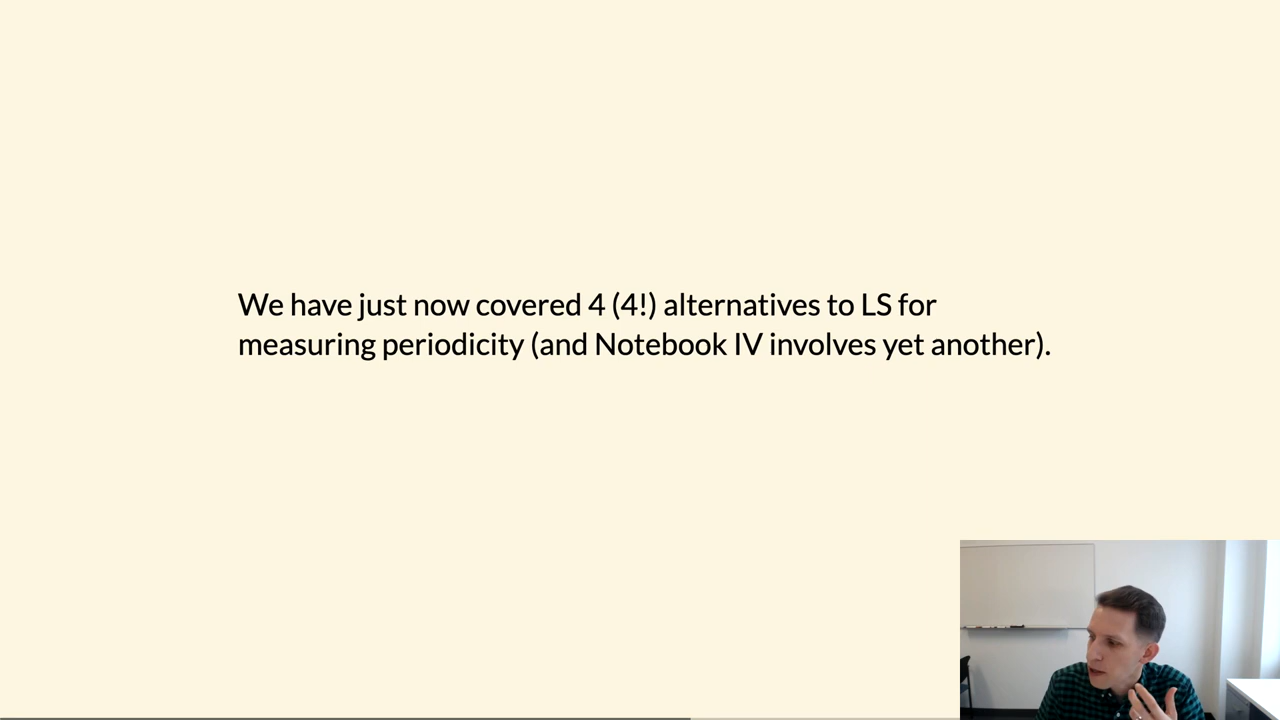 We have just now covered 4 (4!) alternatives to LS for
measuring periodicity (and Notebook IV involves yet another).